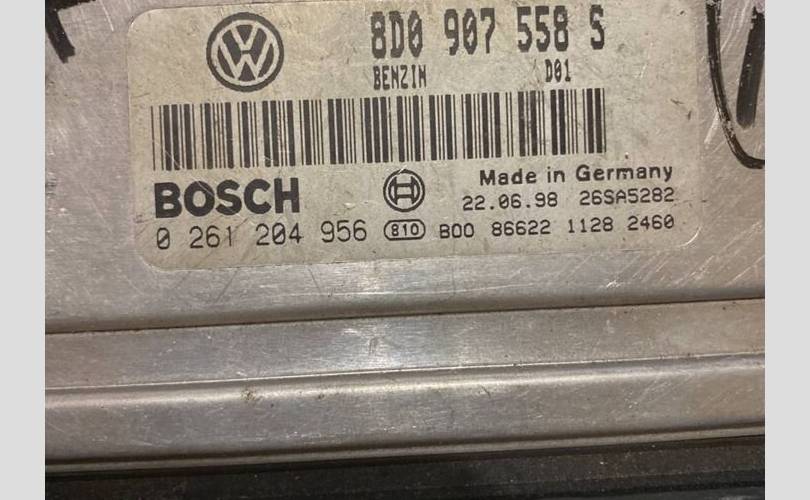 8D0 907 558 S
BENZIN D01
BOSCH
Made in Germany
22.06.98 26SA5282
0 261 204 956 810 B00 86622 1128 2460